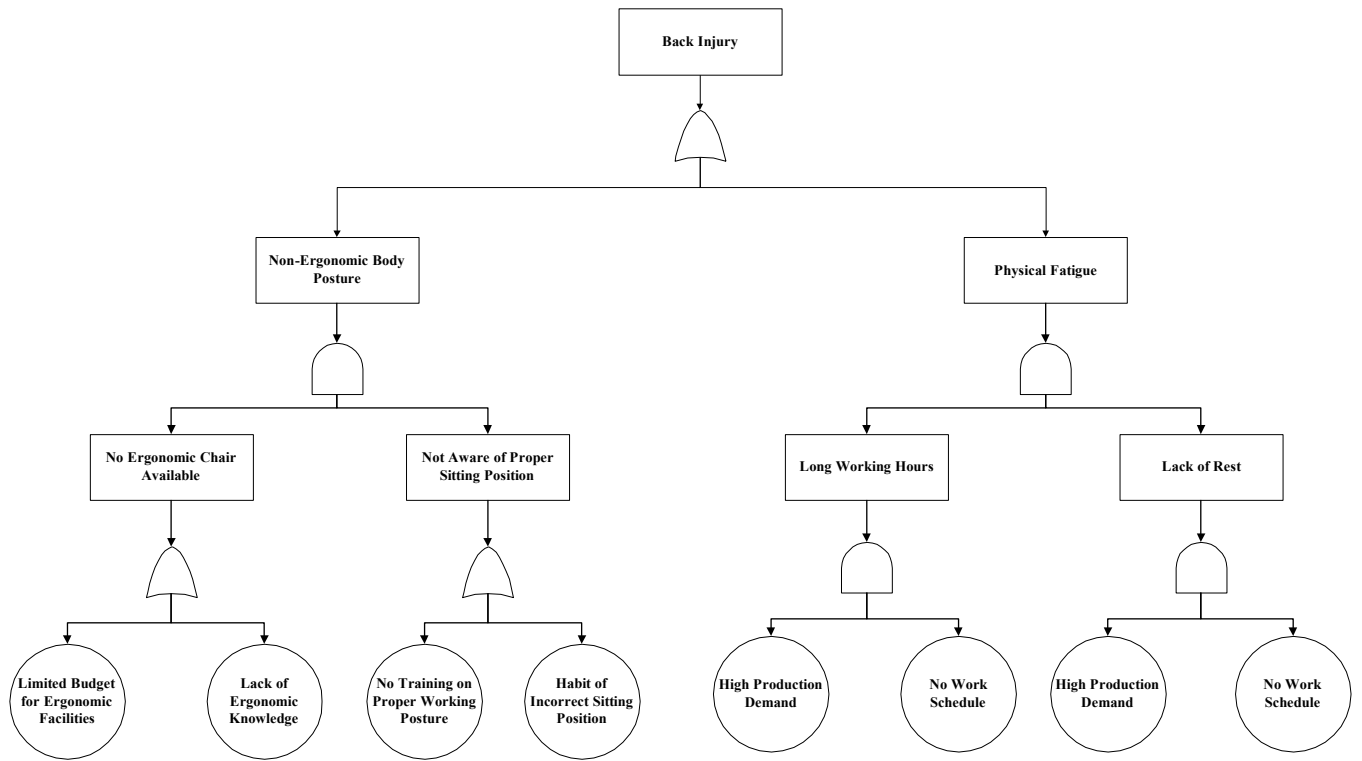 Back Injury
Non-Ergonomic Body
Posture
Physical Fatigue
No Ergonomic Chair
Available
Not Aware of Proper
Sitting Position
Long Working Hours
Lack of Rest
Limited Budget
for Ergonomic
Facilities
Lack of
Ergonomic
Knowledge
No Training on
Proper Working
Posture
Habit of
Incorrect Sitting
Position
High Production
Demand
No Work
Schedule
High Production
Demand
No Work
Schedule